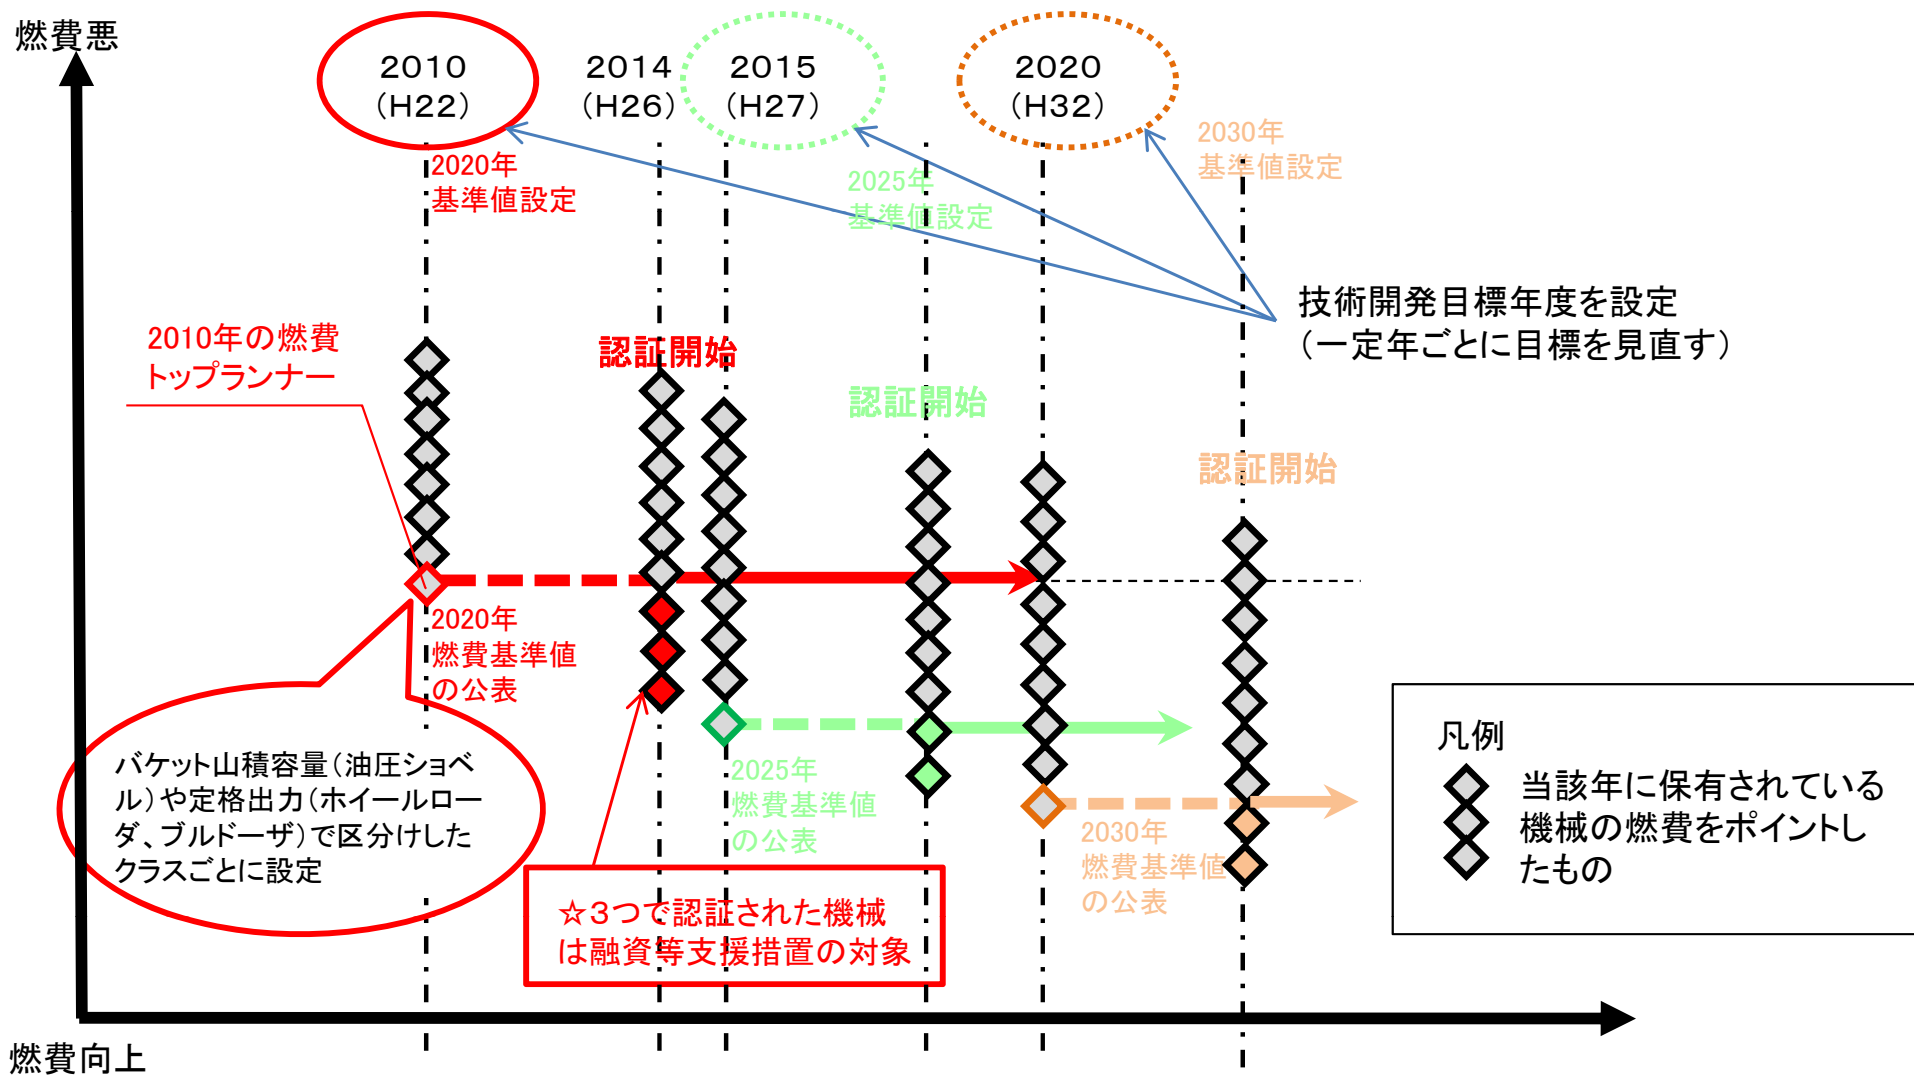 燃費悪
2010
(H22)
2014
(H26)
2015
(H27)
2020
(H32)
2020年
基準値設定
2025年
基準値設定
2030年
基準値設定
技術開発目標年度を設定
(一定年ごとに目標を見直す)
2010年の燃費
トップランナー
認証開始
認証開始
認証開始
2020年
燃費基準値
の公表
2025年
燃費基準値
の公表
2030年
燃費基準値
の公表
バケット山積容量(油圧ショベ
ル)や定格出力(ホイールロー
ダ、ブルドーザ)で区分けした
クラスごとに設定
☆3つで認証された機械
は融資等支援措置の対象
凡例
当該年に保有されている
機械の燃費をポイントし
たもの
燃費向上